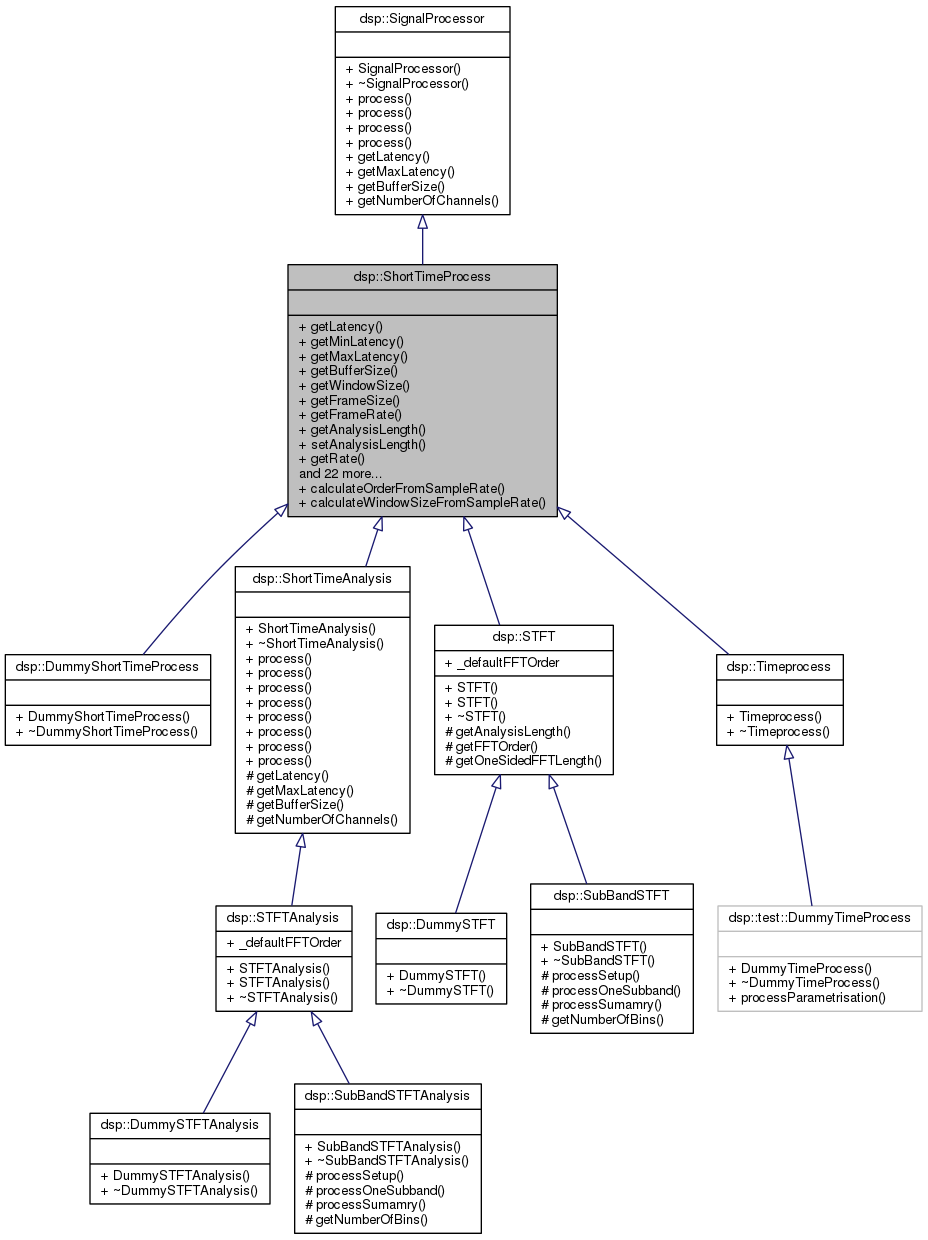 dsp::SignalProcessor
+ SignalProcessor()
+ ~SignalProcessor()
+ process()
+ process()
+ process()
+ process()
+ getLatency()
+ getMaxLatency()
+ getBufferSize()
+ getNumberOfChannels()
dsp::ShortTimeProcess
+ getLatency()
+ getMinLatency()
+ getMaxLatency()
+ getBufferSize()
+ getWindowSize()
+ getFrameSize()
+ getFrameRate()
+ getAnalysisLength()
+ setAnalysisLength()
+ getRate()
and 22 more...
+ calculateOrderFromSampleRate()
+ calculateWindowSizeFromSampleRate()
dsp::DummyShortTimeProcess
+ DummyShortTimeProcess()
+ ~DummyShortTimeProcess()
dsp::ShortTimeAnalysis
+ ShortTimeAnalysis()
+ ~ShortTimeAnalysis()
+ process()
+ process()
+ process()
+ process()
+ process()
+ process()
+ process()
+ process()
# getLatency()
# getMaxLatency()
# getBufferSize()
# getNumberOfChannels()
dsp::STFT
+ _defaultFFTOrder
+ STFT()
+ STFT()
+ ~STFT()
# getAnalysisLength()
# getFFTOrder()
# getOneSidedFFTLength()
dsp::Timeprocess
+ Timeprocess()
+ ~Timeprocess()
dsp::STFTAnalysis
+ _defaultFFTOrder
+ STFTAnalysis()
+ STFTAnalysis()
+ ~STFTAnalysis()
dsp::DummySTFT
+ DummySTFT()
+ ~DummySTFT()
dsp::SubBandSTFT
+ SubBandSTFT()
+ ~SubBandSTFT()
# processSetup()
# processOneSubband()
# processSumamry()
# getNumberOfBins()
dsp::test::DummyTimeProcess
+ DummyTimeProcess()
+ ~DummyTimeProcess()
+ processParametrisation()
dsp::DummySTFTAnalysis
+ DummySTFTAnalysis()
+ ~DummySTFTAnalysis()
dsp::SubBandSTFTAnalysis
+ SubBandSTFTAnalysis()
+ ~SubBandSTFTAnalysis()
# processSetup()
# processOneSubband()
# processSumamry()
# getNumberOfBins()